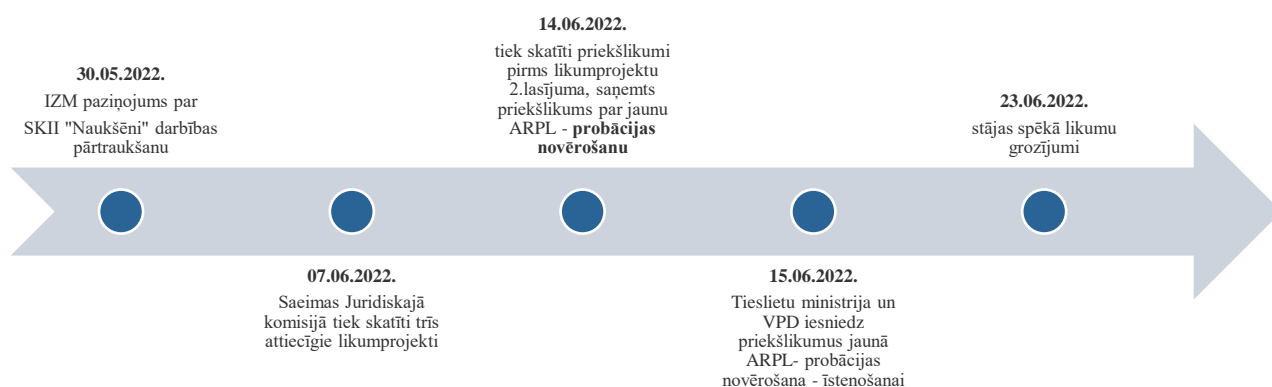 30.05.2022.
IZM paziņojums par
SKII "Naukšēni" darbības
pārtraukšanu
07.06.2022.
Saeimas Juridiskajā
komisijā tiek skatīti trīs
attiecīgie likumprojekti
14.06.2022.
tiek skatīti priekšlikumi
pirms likumprojektu
2.lasījuma, saņemts
priekšlikums par jaunu
ARPL - probācijas
novērošanu
15.06.2022.
Tieslietu ministrija un
VPD iesniedz
priekšlikumus jaunā
ARPL- probācijas
novērošana - īstenošanai
23.06.2022.
stājas spēkā likumu
grozījumi